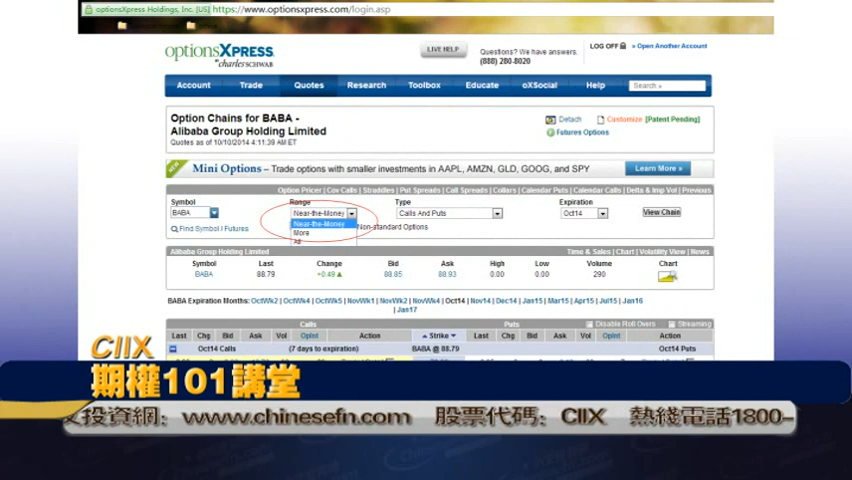 optionsXpress Holdings, Inc. [US] https://www.optionsxpress.com/login.asp
optionsXpress
by charles SCHWAB
LIVE HELP
Questions? We have answers.
(888) 280-8020
LOG OFF » Open Another Account
Account Trade Quotes Research Toolbox Educate oXSocial Help Search »
Option Chains for BABA -
Alibaba Group Holding Limited
Quotes as of 10/10/2014 4:11:39 AM ET
Detach Customize [Patent Pending]
Futures Options
NEW Mini Options – Trade options with smaller investments in AAPL, AMZN, GLD, GOOG, and SPY Learn More »
Option Pricer | Cov Calls | Straddles | Put Spreads | Call Spreads | Collars | Calendar Puts | Calendar Calls | Delta & Imp Vol | Previous
Symbol Range Type Expiration
BABA Near-the-Money Calls And Puts Oct14 View Chain
Near-the-Money
Find Symbol / Futures Non-standard Options
More
All
Alibaba Group Holding Limited Time & Sales | Chart | Volatility View | News
Symbol Last Change Bid Ask High Low Volume Chart
BABA 88.79 +0.49 88.85 88.93 0.00 0.00 290
BABA Expiration Months: OctWk2 | OctWk4 | OctWk5 | NovWk1 | NovWk2 | NovWk4 | Oct14 | Nov14 | Dec14 | Jan15 | Mar15 | Apr15 | Jul15 | Jan16
| Jan17
Calls Puts Disable Roll Overs Streaming
Last Chg Bid Ask Vol OpInt Action Strike Last Chg Bid Ask Vol OpInt Action
Oct14 Calls (7 days to expiration) BABA @ 88.79 Oct14 Puts
CIIX
期權101講堂
投資網：www.chinesefn.com 股票代碼：CIIX 熱綫電話1800-